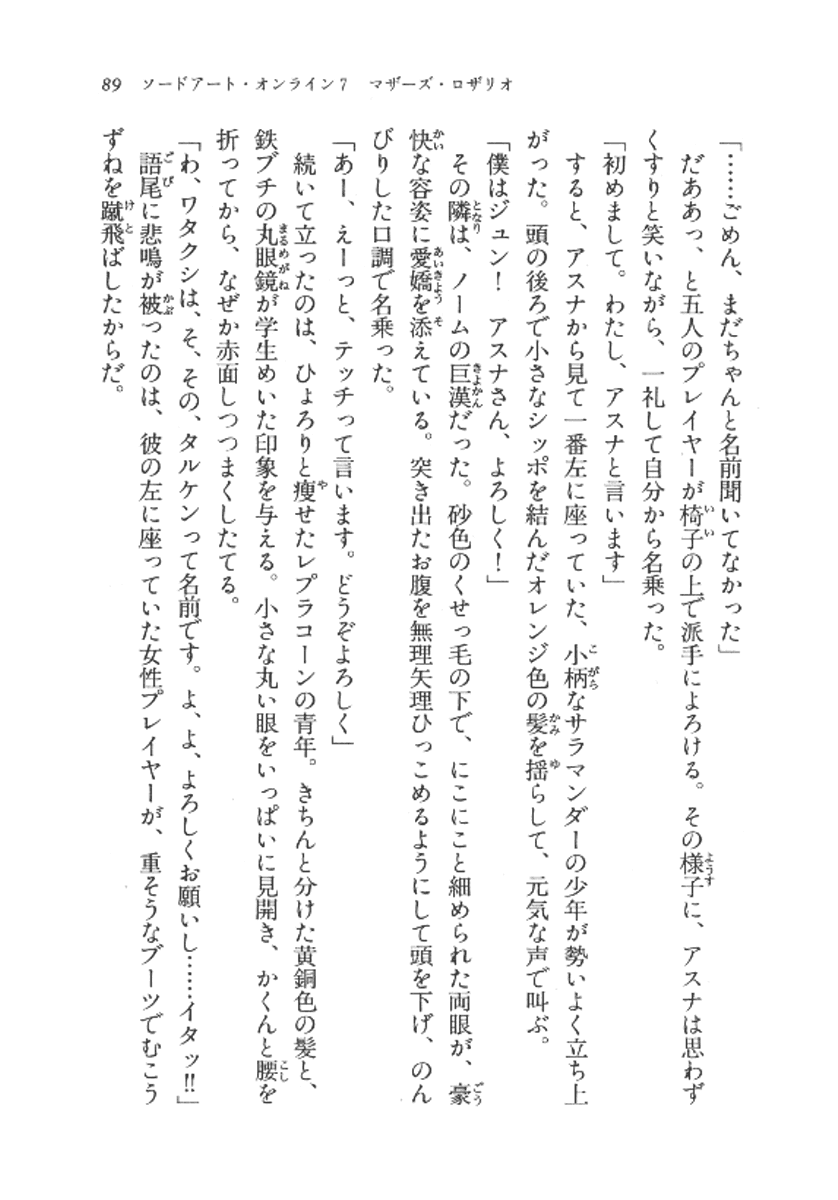 89　ソードアート・オンライン7　マザーズ・ロザリオ
「……ごめん、まだちゃんと名前聞いてなかった」
だああっ、と五人のプレイヤーが椅子の上で派手によろける。その様子に、アスナは思わず
くすりと笑いながら、一礼して自分から名乗った。
「初めまして。わたし、アスナと言います」
すると、アスナから見て一番左に座っていた、小柄なサラマンダーの少年が勢いよく立ち上
がった。頭の後ろで小さなシッポを結んだオレンジ色の髪を揺らして、元気な声で叫ぶ。
「僕はジュン！　アスナさん、よろしく！」
その隣は、ノームの巨漢だった。砂色のくせっ毛の下で、にこにこと細められた両眼が、豪
快な容姿に愛嬌を添えている。突き出たお腹を無理矢理ひっこめるようにして頭を下げ、のん
びりした口調で名乗った。
「あー、えーっと、テッチって言います。どうぞよろしく」
続いて立ったのは、ひょろりと痩せたレプラコーンの青年。きちんと分けた黄銅色の髪と、
鉄ブチの丸眼鏡が学生めいた印象を与える。小さな丸い眼をいっぱいに見開き、かくんと腰を
折ってから、なぜか赤面しつつまくしたてる。
「わ、ワタクシは、そ、その、タルケンって名前です。よ、よ、よろしくお願いし……イタッ!!」
語尾に悲鳴が被ったのは、彼の左に座っていた女性プレイヤーが、重そうなブーツでむこう
ずねを蹴飛ばしたからだ。